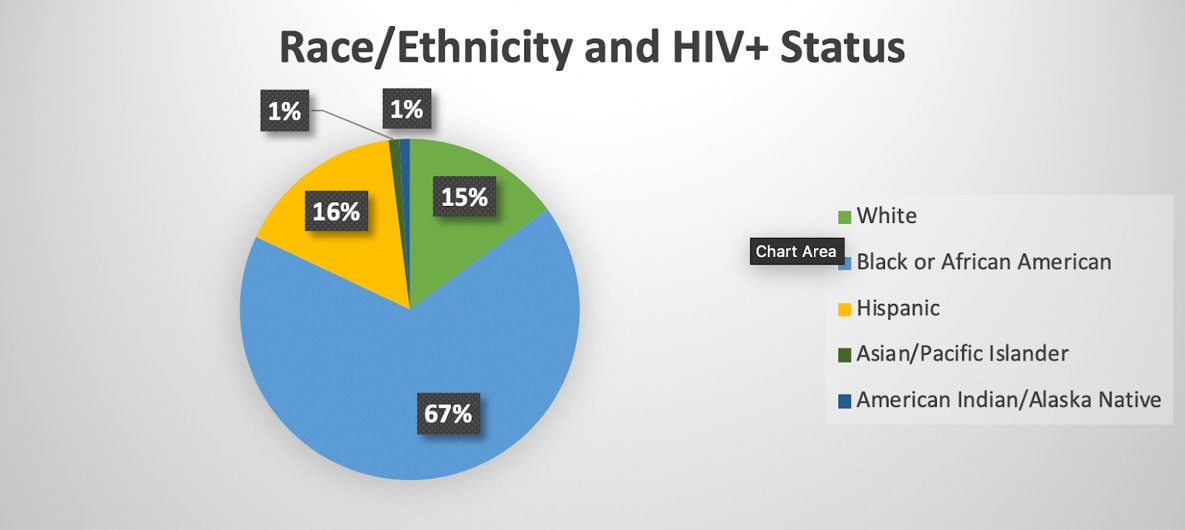 Race/Ethnicity and HIV+ Status
1%
1%
16%
15%
67%
White
Chart Area
Black or African American
Hispanic
Asian/Pacific Islander
American Indian/Alaska Native